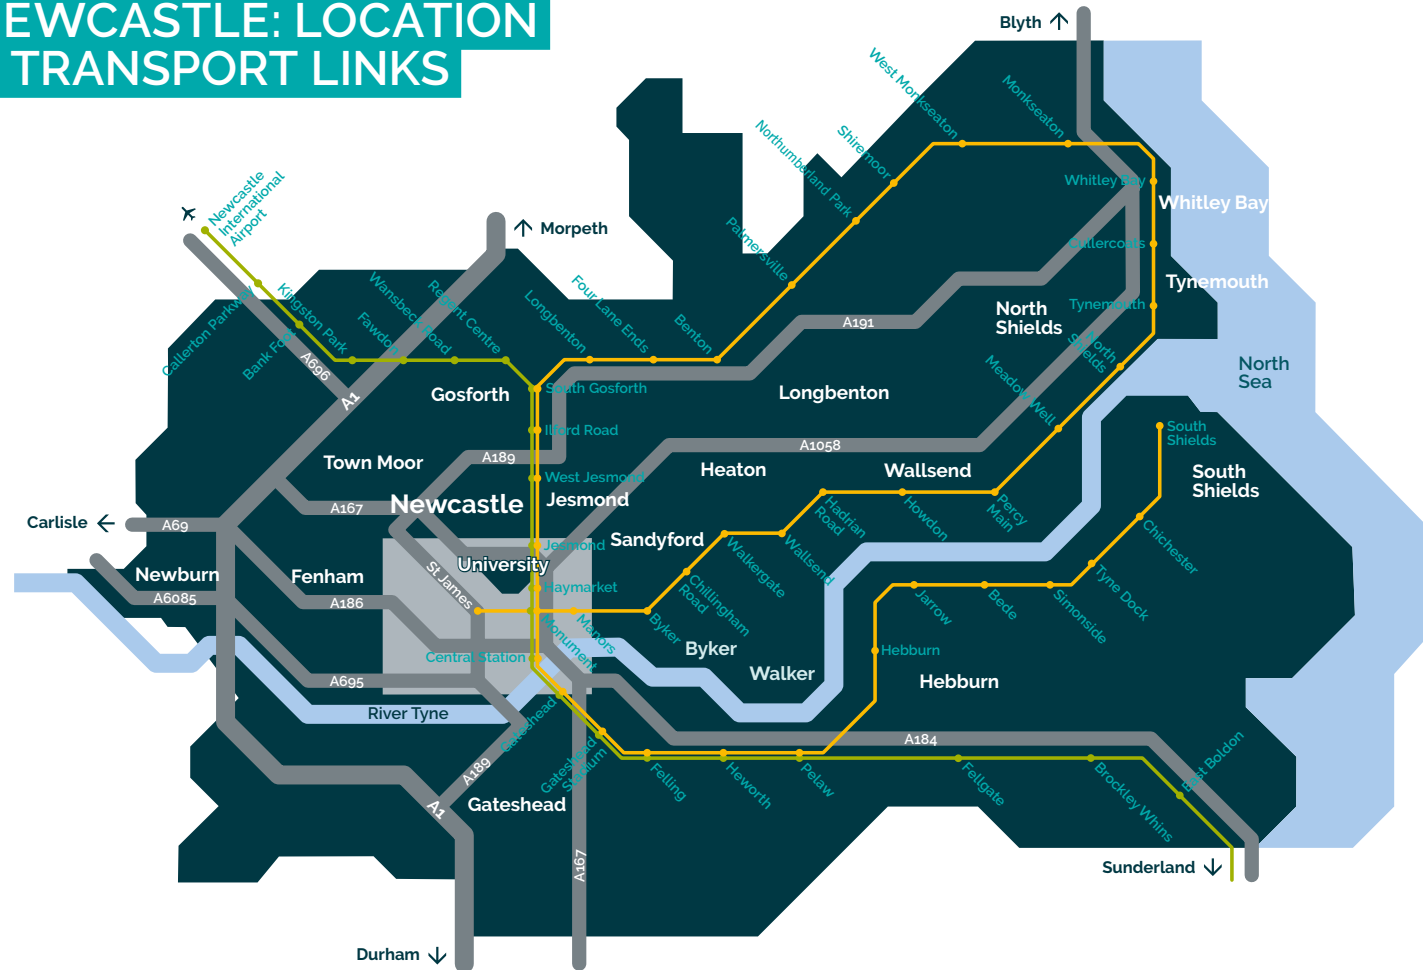 EWCASTLE: LOCATION
TRANSPORT LINKS
Blyth
West Monkseaton
Monkseaton
Shiremoor
Northumberland Park
Whitley Bay
Whitley Bay
Newcastle
International
Airport
Morpeth
Palmersville
Cullercoats
Tynemouth
Callerton Parkway
Kingston Park
Wansbeck Road
Regent Centre
Four Lane Ends
Longbenton
Benton
Tynemouth
North
Shields
Bank Foot
Fawdon
A696
A1
A191
North
Shields
North
Sea
Gosforth
South Gosforth
Longbenton
Meadow Well
Ilford Road
South
Shields
A1058
Town Moor
A189
Heaton
Wallsend
West Jesmond
South
Shields
Newcastle
Jesmond
A167
Hadrian
Road
Howdon
Percy
Main
Carlisle
A69
Sandyford
Chichester
Jesmond
University
Walkergate
Wallsend
Newburn
Fenham
St James
Haymarket
Chillingham
Road
Tyne Dock
A6085
A186
Jarrow
Bede
Simonside
Manors
Monument
Byker
Byker
Hebburn
Central Station
Walker
A695
Hebburn
River Tyne
Gateshead
A184
Gateshead
Stadium
A189
Felling
Heworth
Pelaw
Fellgate
Brockley Whins
East Boldon
A1
Gateshead
A167
Sunderland
Durham